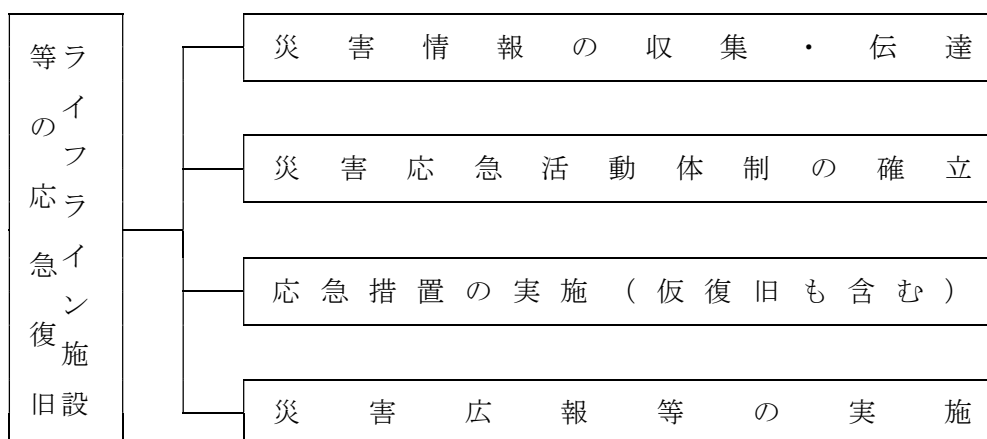 ライフライン施設
等の応急復旧
災害情報の収集・伝達
災害応急活動体制の確立
応急措置の実施（仮復旧も含む）
災害広報等の実施